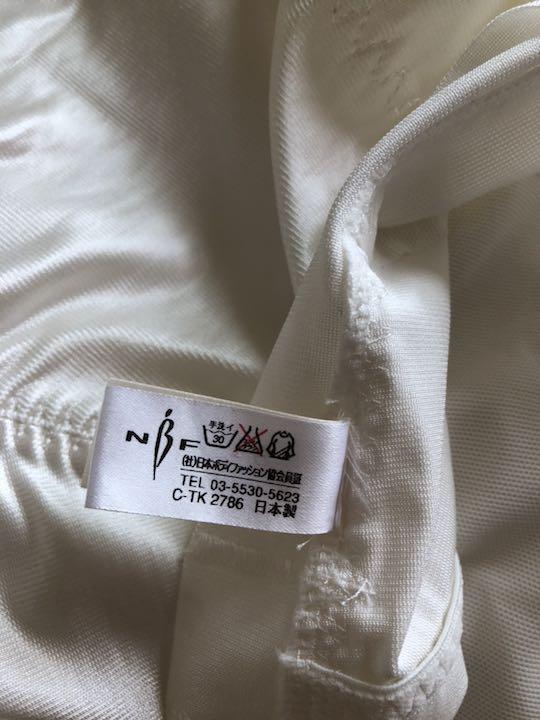 NBF 手洗イ 30
(社)日本ボディファッション協会員証
TEL 03-5530-5623
C-TK 2786 日本製